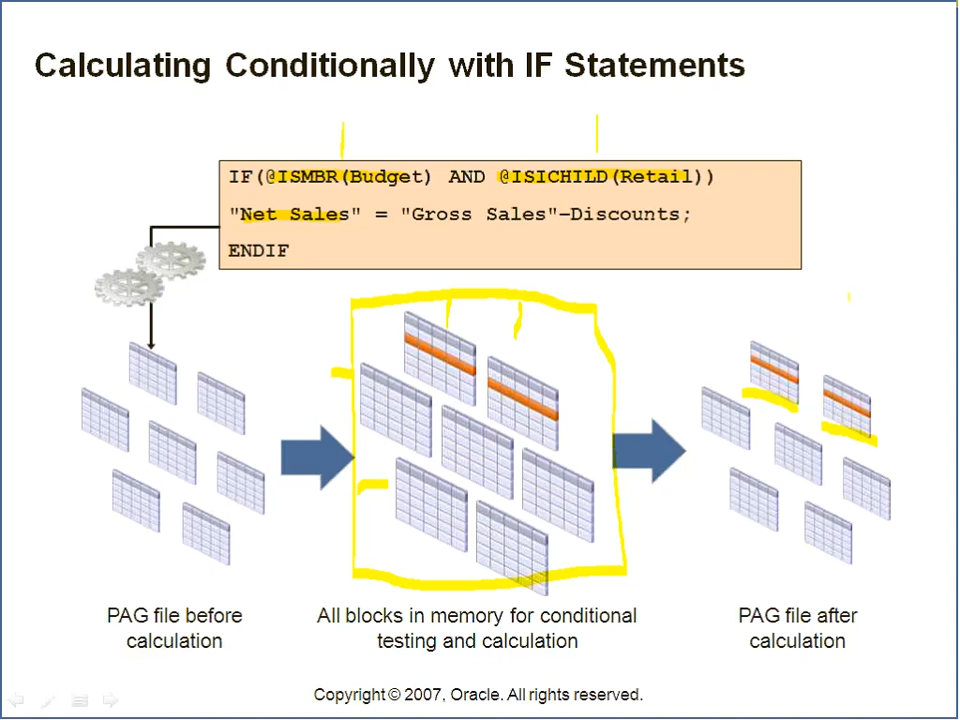 Calculating Conditionally with IF Statements
IF(@ISMBR(Budget) AND @ISICHILD(Retail))
"Net Sales" = "Gross Sales"–Discounts;
ENDIF
PAG file before
calculation
All blocks in memory for conditional
testing and calculation
PAG file after
calculation
Copyright © 2007, Oracle. All rights reserved.